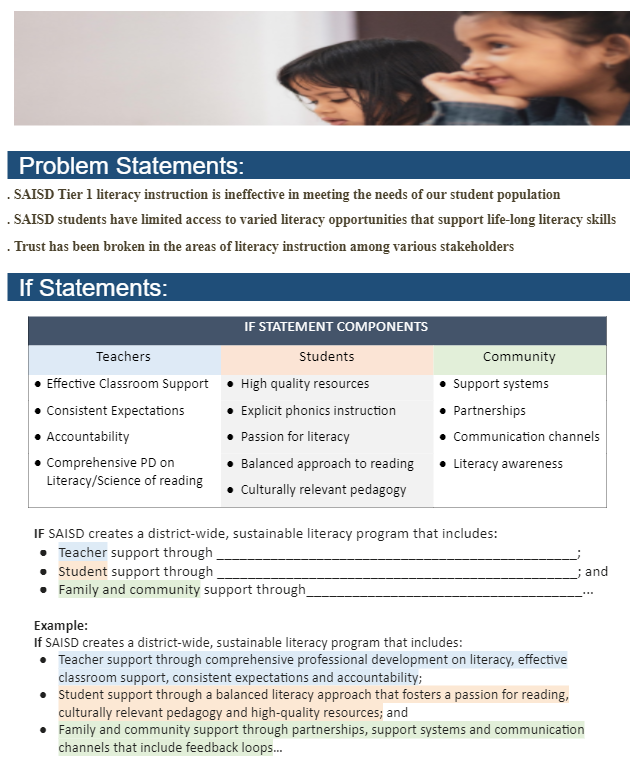 Problem Statements:
. SAISD Tier 1 literacy instruction is ineffective in meeting the needs of our student population
. SAISD students have limited access to varied literacy opportunities that support life-long literacy skills
. Trust has been broken in the areas of literacy instruction among various stakeholders
If Statements:
IF STATEMENT COMPONENTS
Teachers
● Effective Classroom Support
● Consistent Expectations
● Accountability
● Comprehensive PD on
Literacy/Science of reading
Students
● High quality resources
● Explicit phonics instruction
● Passion for literacy
● Balanced approach to reading
● Culturally relevant pedagogy
Community
● Support systems
● Partnerships
● Communication channels
● Literacy awareness
IF SAISD creates a district-wide, sustainable literacy program that includes:
● Teacher support through ________________________________________________;
● Student support through ________________________________________________; and
● Family and community support through_____________________________________...
Example:
If SAISD creates a district-wide, sustainable literacy program that includes:
● Teacher support through comprehensive professional development on literacy, effective
classroom support, consistent expectations and accountability;
● Student support through a balanced literacy approach that fosters a passion for reading,
culturally relevant pedagogy and high-quality resources; and
● Family and community support through partnerships, support systems and communication
channels that include feedback loops...